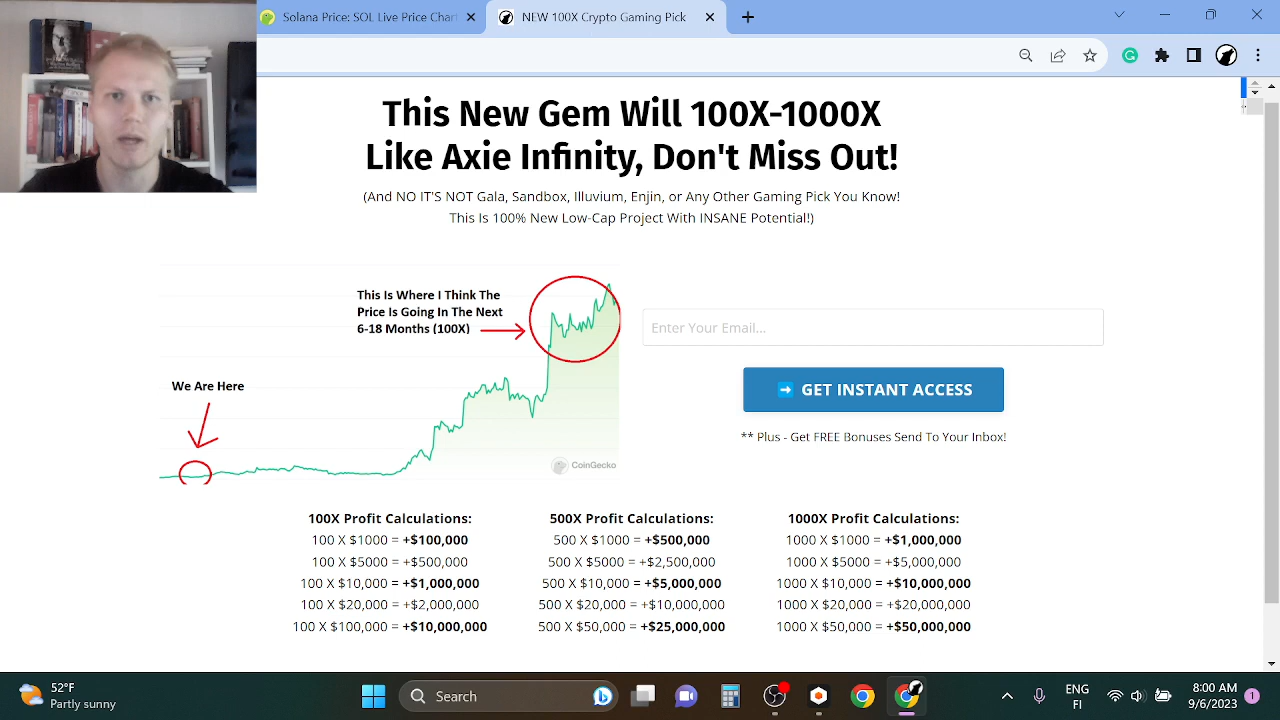 Solana Price: SOL Live Price Chart
NEW 100X Crypto Gaming Pick
This New Gem Will 100X-1000X
Like Axie Infinity, Don't Miss Out!
(And NO IT'S NOT Gala, Sandbox, Illuvium, Enjin, or Any Other Gaming Pick You Know!
This Is 100% New Low-Cap Project With INSANE Potential!)
This Is Where I Think The
Price Is Going In The Next
6-18 Months (100X)
We Are Here
CoinGecko
Enter Your Email...
GET INSTANT ACCESS
** Plus - Get FREE Bonuses Send To Your Inbox!
100X Profit Calculations:
100 X $1000 = +$100,000
100 X $5000 = +$500,000
100 X $10,000 = +$1,000,000
100 X $20,000 = +$2,000,000
100 X $100,000 = +$10,000,000
500X Profit Calculations:
500 X $1000 = +$500,000
500 X $5000 = +$2,500,000
500 X $10,000 = +$5,000,000
500 X $20,000 = +$10,000,000
500 X $50,000 = +$25,000,000
1000X Profit Calculations:
1000 X $1000 = +$1,000,000
1000 X $5000 = +$5,000,000
1000 X $10,000 = +$10,000,000
1000 X $20,000 = +$20,000,000
1000 X $50,000 = +$50,000,000
52°F
Partly sunny
Search
ENG
FI
8:00 AM
9/6/2023
1